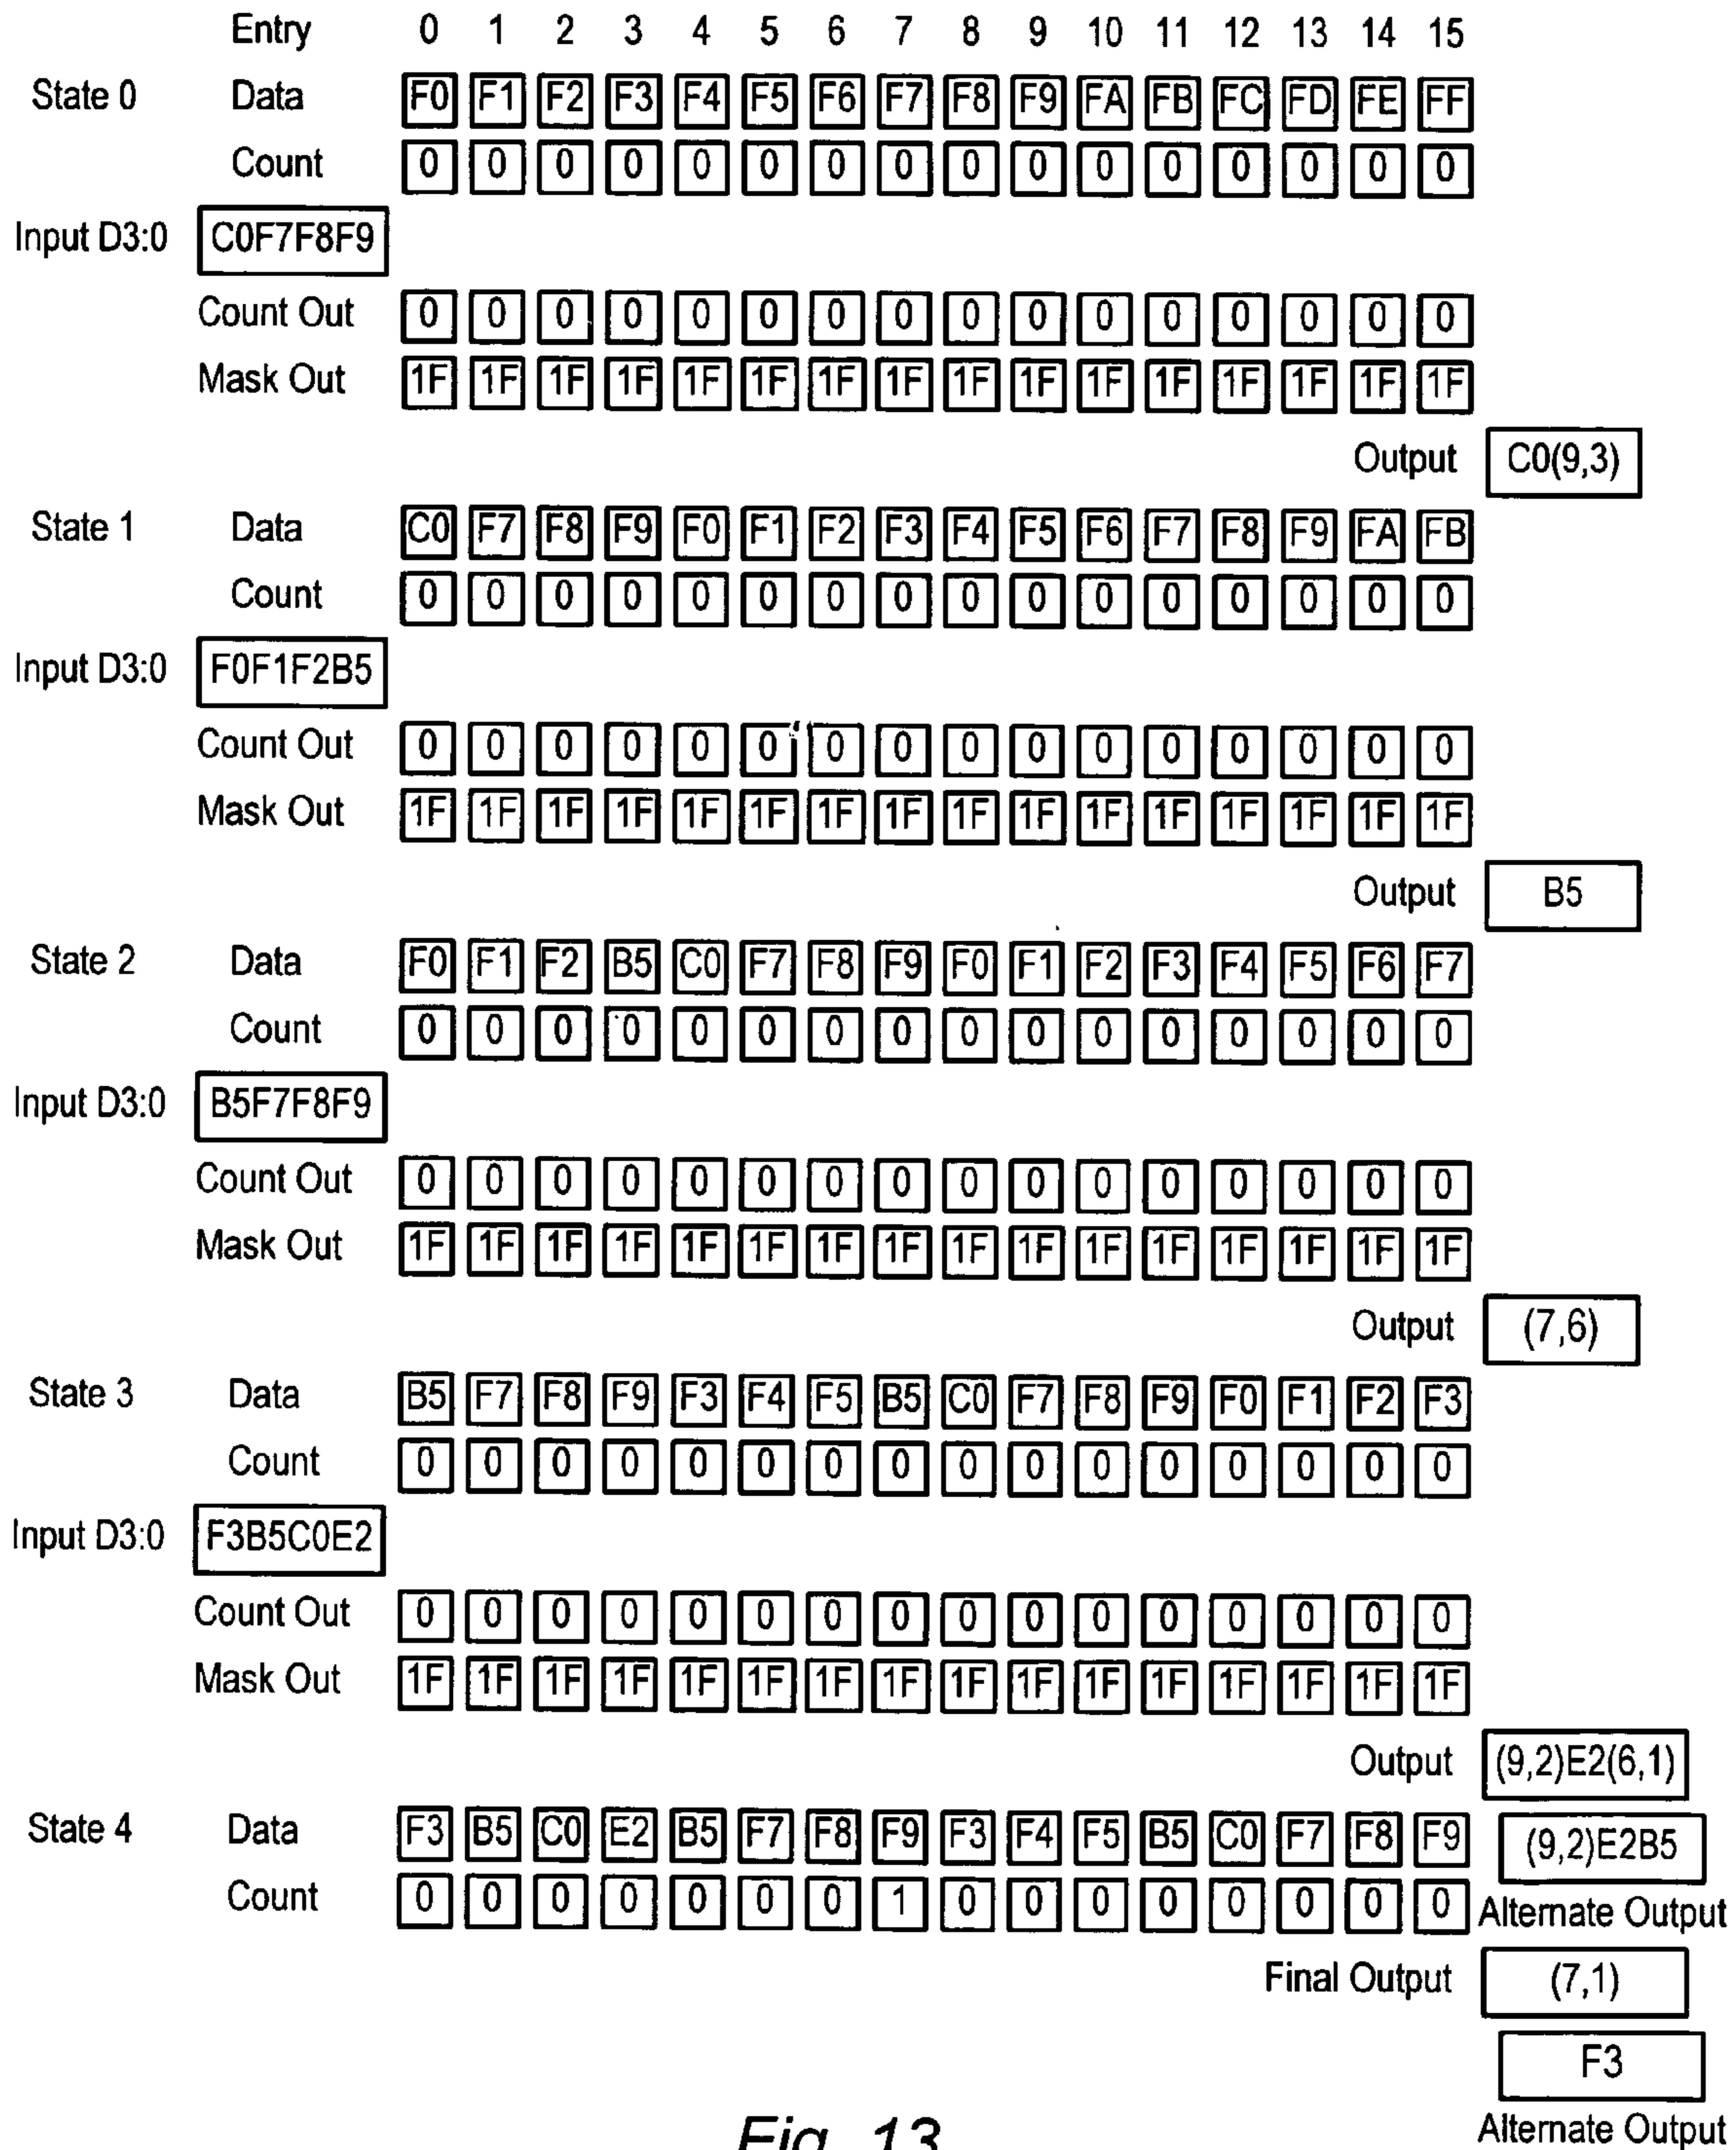 Entry 0 1 2 3 4 5 6 7 8 9 10 11 12 13 14 15
State 0 Data F0 F1 F2 F3 F4 F5 F6 F7 F8 F9 FA FB FC FD FE FF
Count 0 0 0 0 0 0 0 0 0 0 0 0 0 0 0 0
Input D3:0 C0F7F8F9
Count Out 0 0 0 0 0 0 0 0 0 0 0 0 0 0 0 0
Mask Out 1F 1F 1F 1F 1F 1F 1F 1F 1F 1F 1F 1F 1F 1F 1F 1F
Output C0(9,3)
State 1 Data C0 F7 F8 F9 F0 F1 F2 F3 F4 F5 F6 F7 F8 F9 FA FB
Count 0 0 0 0 0 0 0 0 0 0 0 0 0 0 0 0
Input D3:0 F0F1F2B5
Count Out 0 0 0 0 0 0 0 0 0 0 0 0 0 0 0 0
Mask Out 1F 1F 1F 1F 1F 1F 1F 1F 1F 1F 1F 1F 1F 1F 1F 1F
Output B5
State 2 Data F0 F1 F2 B5 C0 F7 F8 F9 F0 F1 F2 F3 F4 F5 F6 F7
Count 0 0 0 0 0 0 0 0 0 0 0 0 0 0 0 0
Input D3:0 B5F7F8F9
Count Out 0 0 0 0 0 0 0 0 0 0 0 0 0 0 0 0
Mask Out 1F 1F 1F 1F 1F 1F 1F 1F 1F 1F 1F 1F 1F 1F 1F 1F
Output (7,6)
State 3 Data B5 F7 F8 F9 F3 F4 F5 B5 C0 F7 F8 F9 F0 F1 F2 F3
Count 0 0 0 0 0 0 0 0 0 0 0 0 0 0 0 0
Input D3:0 F3B5C0E2
Count Out 0 0 0 0 0 0 0 0 0 0 0 0 0 0 0 0
Mask Out 1F 1F 1F 1F 1F 1F 1F 1F 1F 1F 1F 1F 1F 1F 1F 1F
Output (9,2)E2(6,1)
State 4 Data F3 B5 C0 E2 B5 F7 F8 F9 F3 F4 F5 B5 C0 F7 F8 F9 (9,2)E2B5
Count 0 0 0 0 0 0 0 1 0 0 0 0 0 0 0 0 Alternate Output
Final Output (7,1)
F3
Alternate Output
Fig. 13